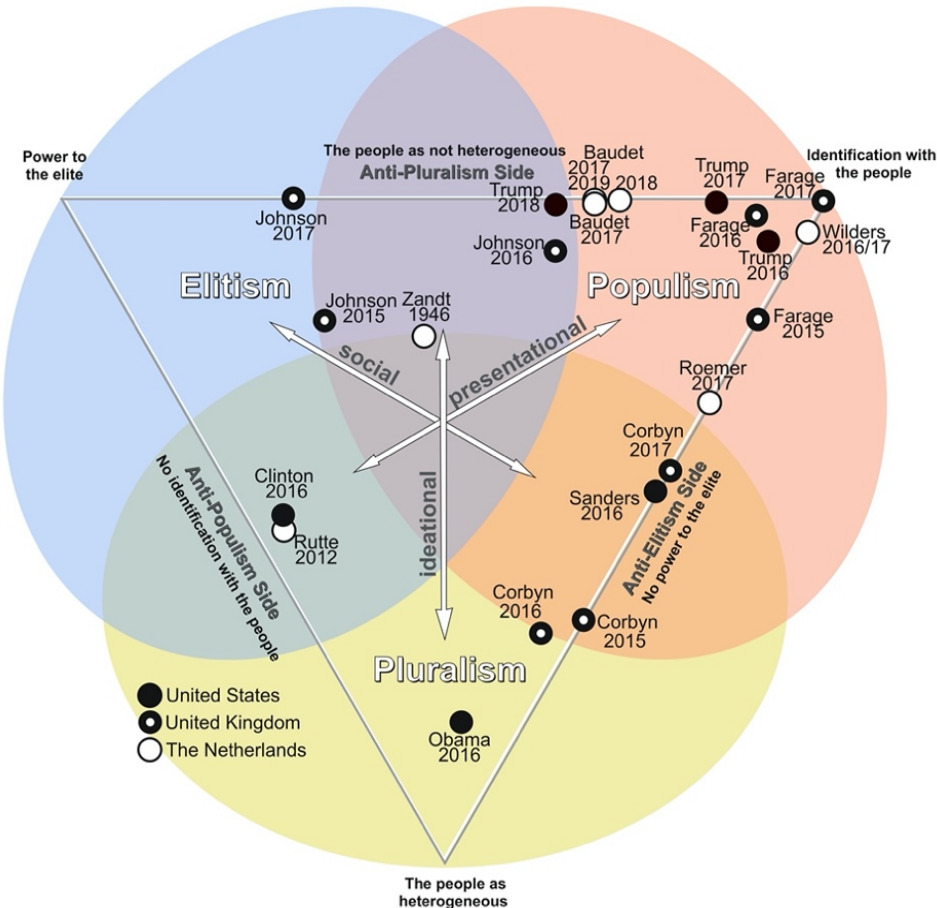 Power to
the elite
The people as not heterogeneous
Anti-Pluralism Side
Identification with
the people
Baudet
2017
2019 2018
Trump
2018
Baudet
2017
Trump
2017
Farage
2017
Farage
2016
Trump
2016
Wilders
2016/17
Johnson
2017
Johnson
2016
Elitism
Populism
Johnson
2015
Zandt
1946
Farage
2015
social
presentational
ideational
Roemer
2017
Corbyn
2017
Sanders
2016
Anti-Elitism Side
No power to the elite
Clinton
2016
Rutte
2012
Anti-Populism Side
No identification with the people
Corbyn
2016
Corbyn
2015
Pluralism
Obama
2016
United States
United Kingdom
The Netherlands
The people as
heterogeneous